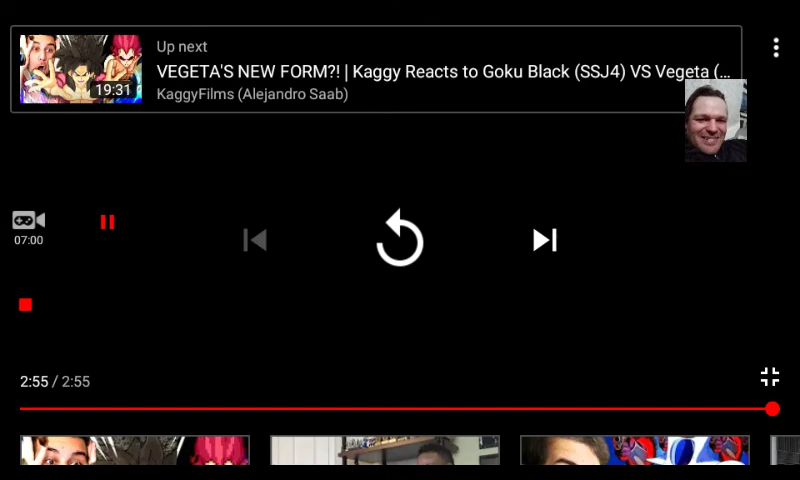 Up next
VEGETA'S NEW FORM?! | Kaggy Reacts to Goku Black (SSJ4) VS Vegeta (...
19:31
KaggyFilms (Alejandro Saab)
07:00
2:55 / 2:55